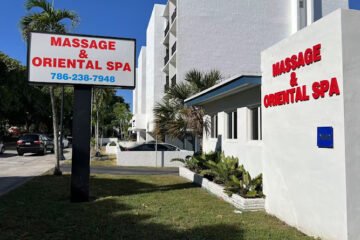 MASSAGE
&
ORIENTAL SPA
786-238-7948
MASSAGE
&
ORIENTAL SPA